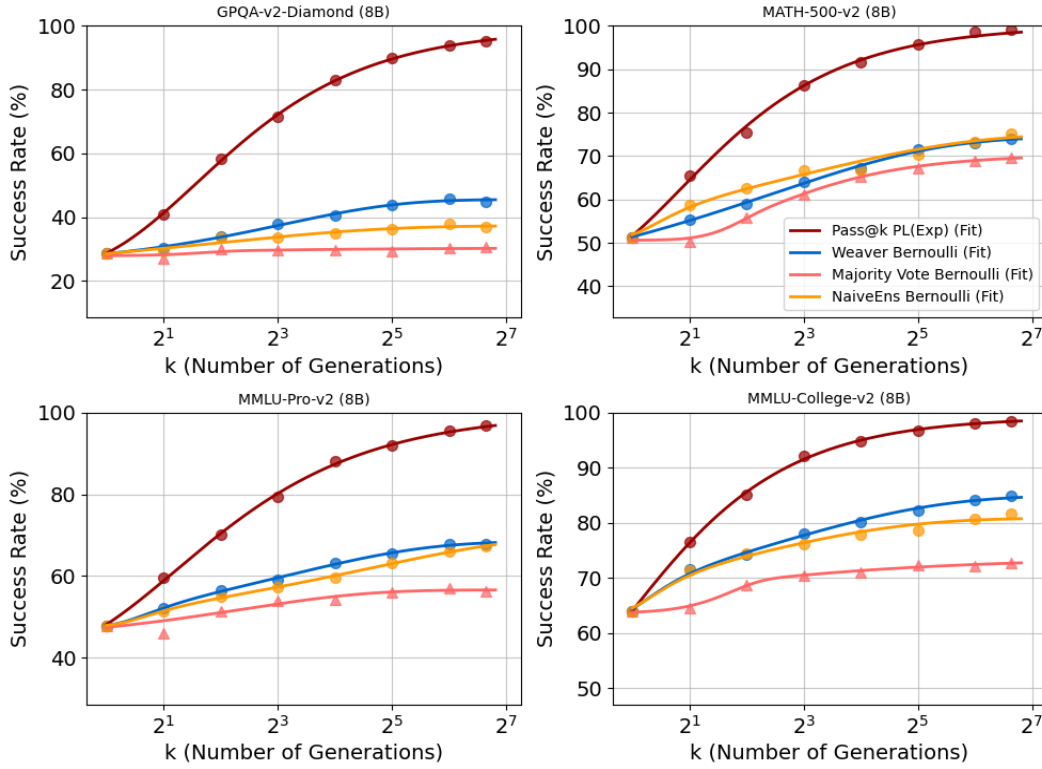 GPQA-v2-Diamond (8B)
100
80
60
40
20
Success Rate (%)
2^1
2^3
2^5
2^7
k (Number of Generations)
MATH-500-v2 (8B)
100
90
80
70
60
50
40
Success Rate (%)
Pass@k PL(Exp) (Fit)
Weaver Bernoulli (Fit)
Majority Vote Bernoulli (Fit)
NaiveEns Bernoulli (Fit)
2^1
2^3
2^5
2^7
k (Number of Generations)
MMLU-Pro-v2 (8B)
100
80
60
40
Success Rate (%)
2^1
2^3
2^5
2^7
k (Number of Generations)
MMLU-College-v2 (8B)
100
90
80
70
60
50
Success Rate (%)
2^1
2^3
2^5
2^7
k (Number of Generations)